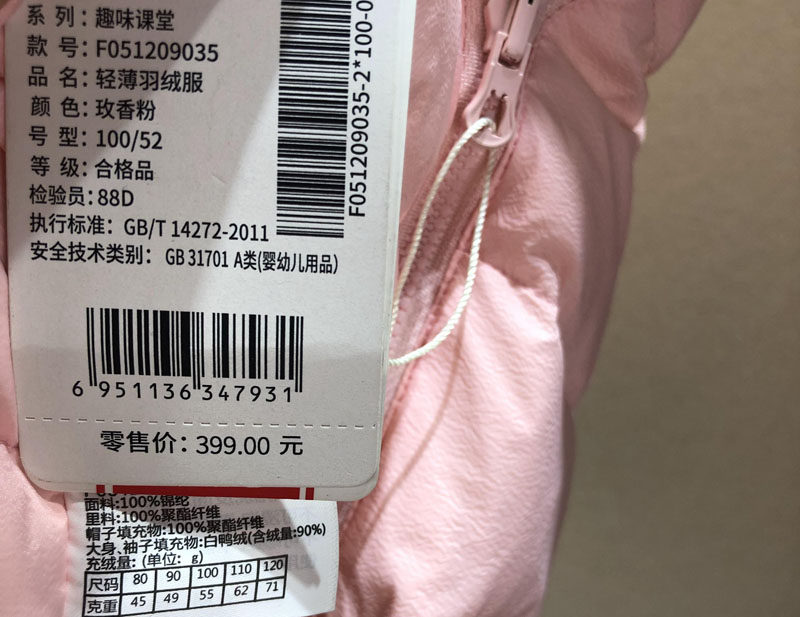 系 列: 趣味课堂
款 号: F051209035
品 名: 轻薄羽绒服
颜 色: 玫香粉
号 型: 100/52
等 级: 合格品
检验员: 88D
执行标准: GB/T 14272-2011
安全技术类别: GB 31701 A类(婴幼儿用品)
F051209035-2*100-0
6 951136 347931
零售价: 399.00 元
面料:100%锦纶
里料:100%聚酯纤维
帽子填充物:100%聚酯纤维
大身、袖子填充物:白鸭绒(含绒量:90%)
充绒量: (单位: g)
尺码 80 90 100 110 120
克重 45 49 55 62 71